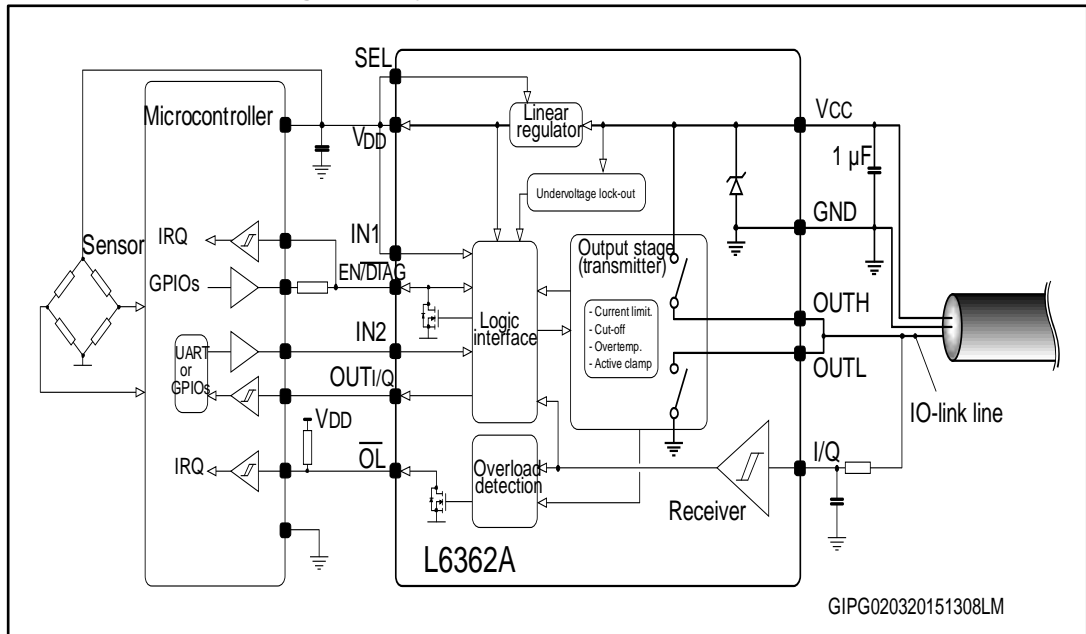 SEL
Microcontroller
VDD
Linear
regulator
VCC
1 µF
Undervoltage lock-out
GND
IRQ
Sensor
IN1
EN/DIAG
GPIOs
Output stage
(transmitter)
- Current limit.
- Cut-off
- Overtemp.
- Active clamp
Logic
interface
OUTH
IN2
UART
or
GPIOs
OUTI/Q
OUTL
IO-link line
VDD
IRQ
OL
Overload
detection
I/Q
Receiver
L6362A
GIPG020320151308LM